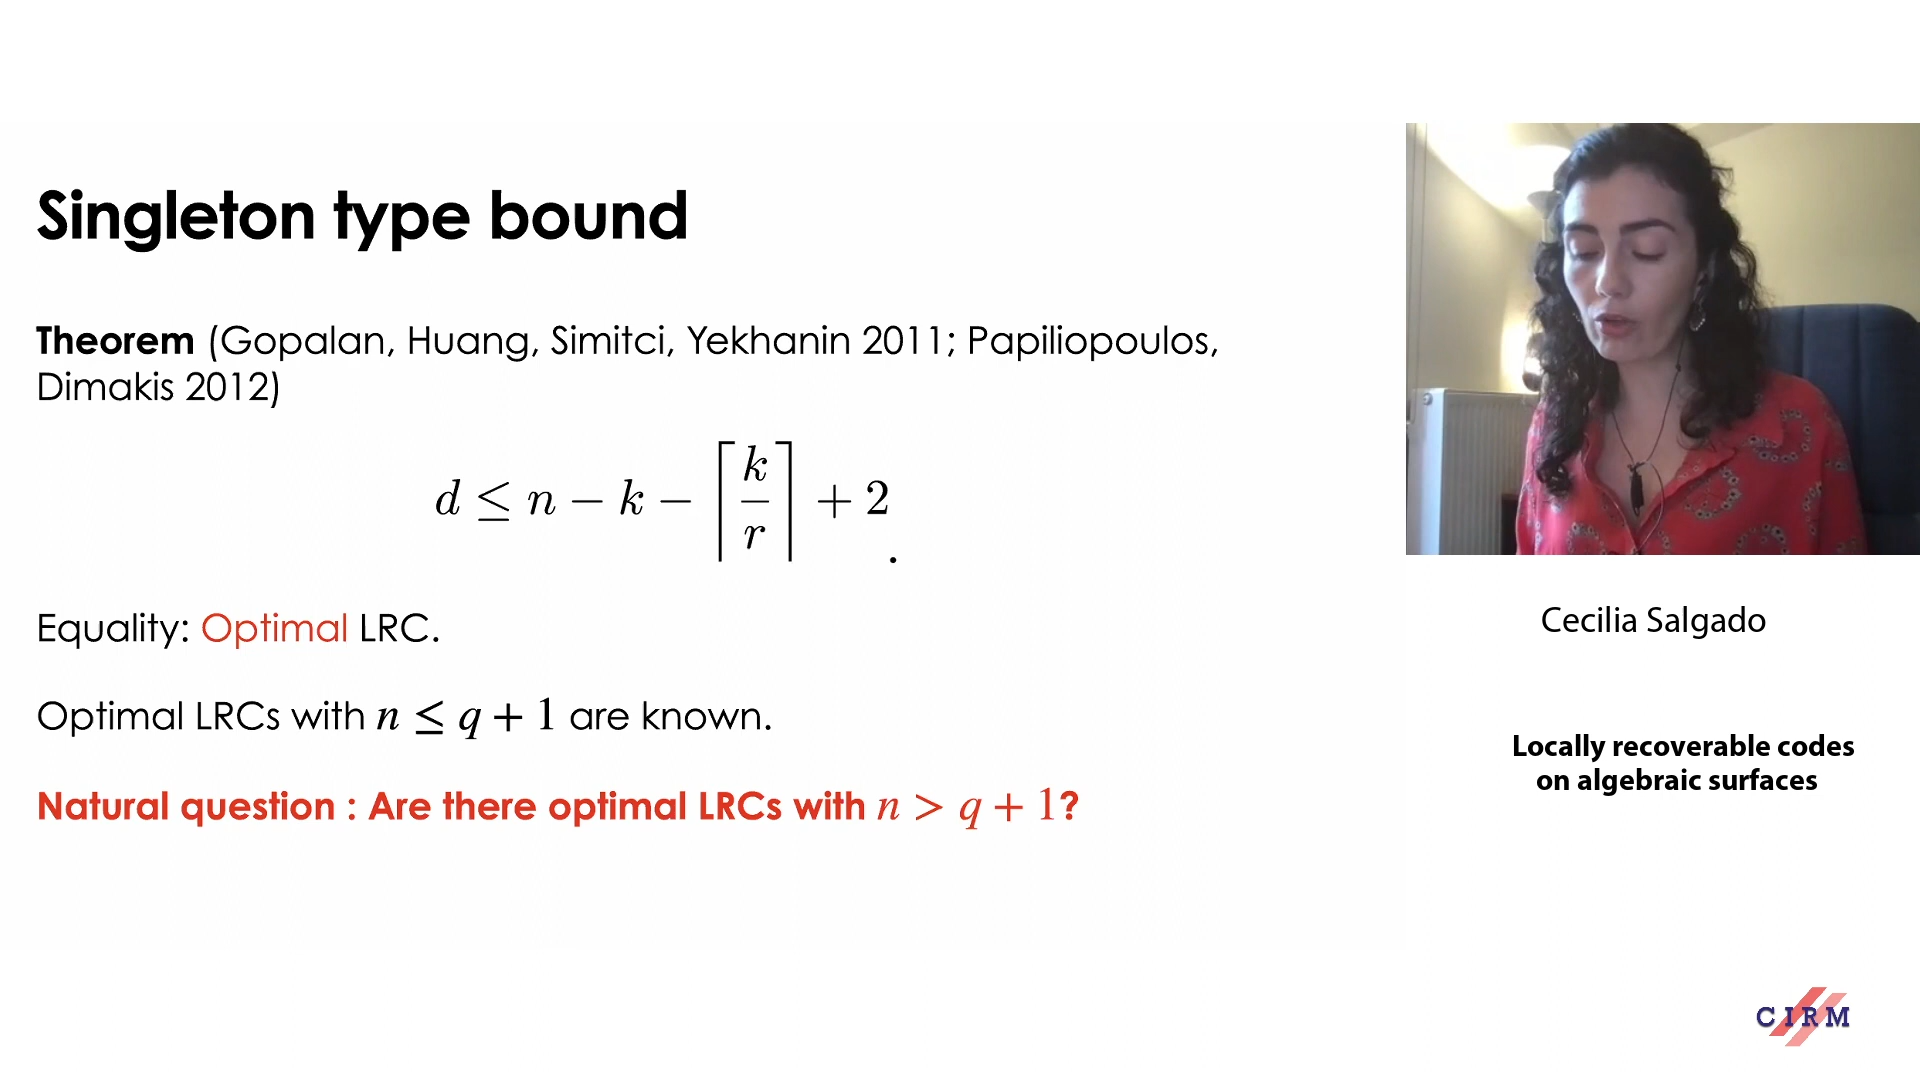 Singleton type bound
Theorem (Gopalan, Huang, Simitci, Yekhanin 2011; Papiliopoulos,
Dimakis 2012)
d ≤ n − k − ⌈k/r⌉ + 2.
Equality: Optimal LRC.
Optimal LRCs with n ≤ q + 1 are known.
Natural question : Are there optimal LRCs with n > q + 1?
Cecilia Salgado
Locally recoverable codes
on algebraic surfaces
CIRM